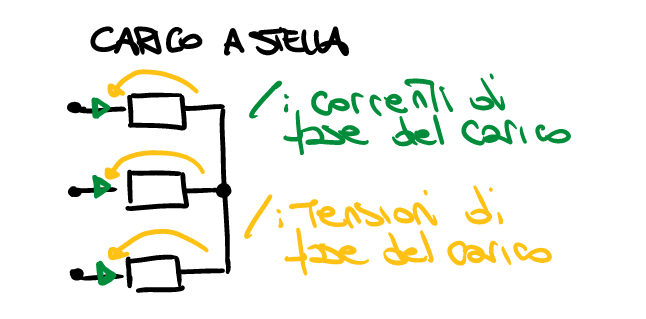 CARICO A STELLA
/: correnti di
fase del carico
/: Tensioni di
fase del carico